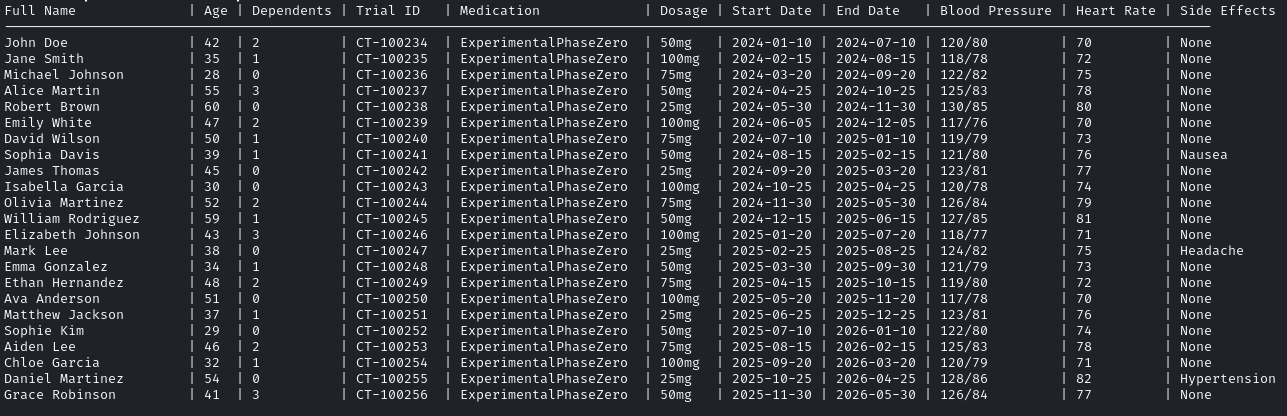 Full Name | Age | Dependents | Trial ID | Medication | Dosage | Start Date | End Date | Blood Pressure | Heart Rate | Side Effects
John Doe | 42 | 2 | CT-100234 | ExperimentalPhaseZero | 50mg | 2024-01-10 | 2024-07-10 | 120/80 | 70 | None
Jane Smith | 35 | 1 | CT-100235 | ExperimentalPhaseZero | 100mg | 2024-02-15 | 2024-08-15 | 118/78 | 72 | None
Michael Johnson | 28 | 0 | CT-100236 | ExperimentalPhaseZero | 75mg | 2024-03-20 | 2024-09-20 | 122/82 | 75 | None
Alice Martin | 55 | 3 | CT-100237 | ExperimentalPhaseZero | 50mg | 2024-04-25 | 2024-10-25 | 125/83 | 78 | None
Robert Brown | 60 | 0 | CT-100238 | ExperimentalPhaseZero | 25mg | 2024-05-30 | 2024-11-30 | 130/85 | 80 | None
Emily White | 47 | 2 | CT-100239 | ExperimentalPhaseZero | 100mg | 2024-06-05 | 2024-12-05 | 117/76 | 70 | None
David Wilson | 50 | 1 | CT-100240 | ExperimentalPhaseZero | 75mg | 2024-07-10 | 2025-01-10 | 119/79 | 73 | None
Sophia Davis | 39 | 1 | CT-100241 | ExperimentalPhaseZero | 50mg | 2024-08-15 | 2025-02-15 | 121/80 | 76 | Nausea
James Thomas | 45 | 0 | CT-100242 | ExperimentalPhaseZero | 25mg | 2024-09-20 | 2025-03-20 | 123/81 | 77 | None
Isabella Garcia | 30 | 0 | CT-100243 | ExperimentalPhaseZero | 100mg | 2024-10-25 | 2025-04-25 | 120/78 | 74 | None
Olivia Martinez | 52 | 2 | CT-100244 | ExperimentalPhaseZero | 75mg | 2024-11-30 | 2025-05-30 | 126/84 | 79 | None
William Rodriguez | 59 | 1 | CT-100245 | ExperimentalPhaseZero | 50mg | 2024-12-15 | 2025-06-15 | 127/85 | 81 | None
Elizabeth Johnson | 43 | 3 | CT-100246 | ExperimentalPhaseZero | 100mg | 2025-01-20 | 2025-07-20 | 118/77 | 71 | None
Mark Lee | 38 | 0 | CT-100247 | ExperimentalPhaseZero | 25mg | 2025-02-25 | 2025-08-25 | 124/82 | 75 | Headache
Emma Gonzalez | 34 | 1 | CT-100248 | ExperimentalPhaseZero | 50mg | 2025-03-30 | 2025-09-30 | 121/79 | 73 | None
Ethan Hernandez | 48 | 2 | CT-100249 | ExperimentalPhaseZero | 75mg | 2025-04-15 | 2025-10-15 | 119/80 | 72 | None
Ava Anderson | 51 | 0 | CT-100250 | ExperimentalPhaseZero | 100mg | 2025-05-20 | 2025-11-20 | 117/78 | 70 | None
Matthew Jackson | 37 | 1 | CT-100251 | ExperimentalPhaseZero | 25mg | 2025-06-25 | 2025-12-25 | 123/81 | 76 | None
Sophie Kim | 29 | 0 | CT-100252 | ExperimentalPhaseZero | 50mg | 2025-07-10 | 2026-01-10 | 122/80 | 74 | None
Aiden Lee | 46 | 2 | CT-100253 | ExperimentalPhaseZero | 75mg | 2025-08-15 | 2026-02-15 | 125/83 | 78 | None
Chloe Garcia | 32 | 1 | CT-100254 | ExperimentalPhaseZero | 100mg | 2025-09-20 | 2026-03-20 | 120/79 | 71 | None
Daniel Martinez | 54 | 0 | CT-100255 | ExperimentalPhaseZero | 25mg | 2025-10-25 | 2026-04-25 | 128/86 | 82 | Hypertension
Grace Robinson | 41 | 3 | CT-100256 | ExperimentalPhaseZero | 50mg | 2025-11-30 | 2026-05-30 | 126/84 | 77 | None